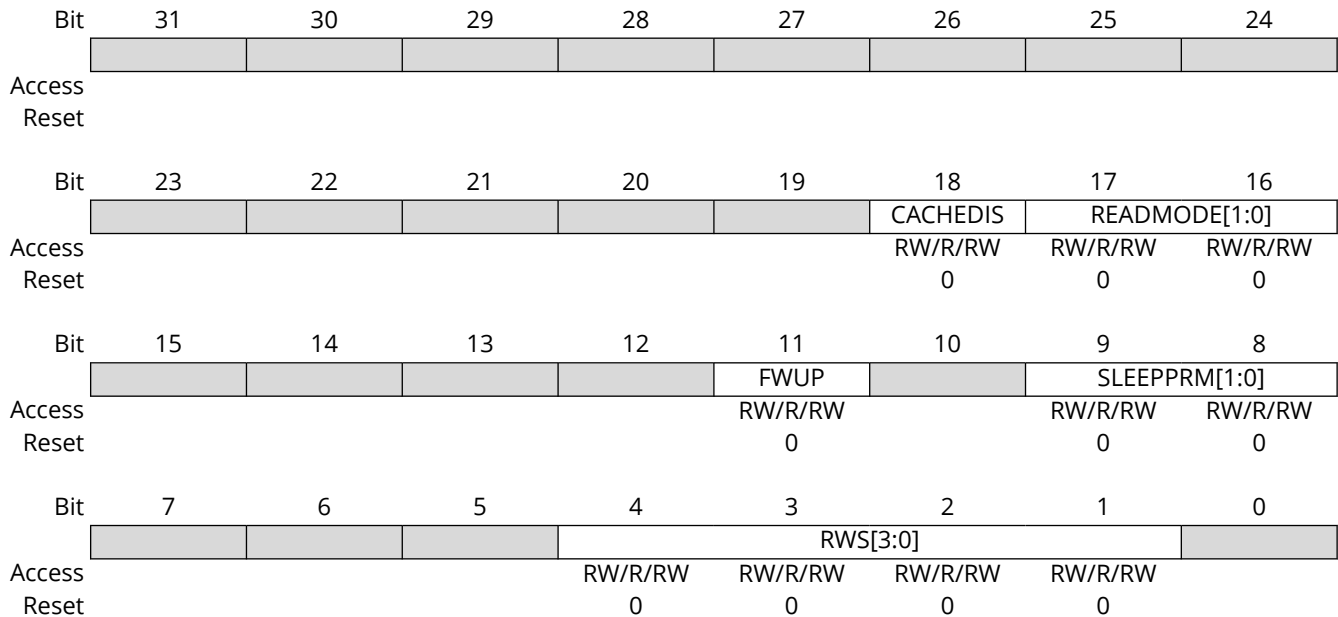 Bit 31 30 29 28 27 26 25 24
Access
Reset
Bit 23 22 21 20 19 18 17 16
CACHEDIS READMODE[1:0]
Access RW/R/RW RW/R/RW RW/R/RW
Reset 0 0 0
Bit 15 14 13 12 11 10 9 8
FWUP SLEEPPRM[1:0]
Access RW/R/RW RW/R/RW RW/R/RW
Reset 0 0 0
Bit 7 6 5 4 3 2 1 0
RWS[3:0]
Access RW/R/RW RW/R/RW RW/R/RW RW/R/RW
Reset 0 0 0 0